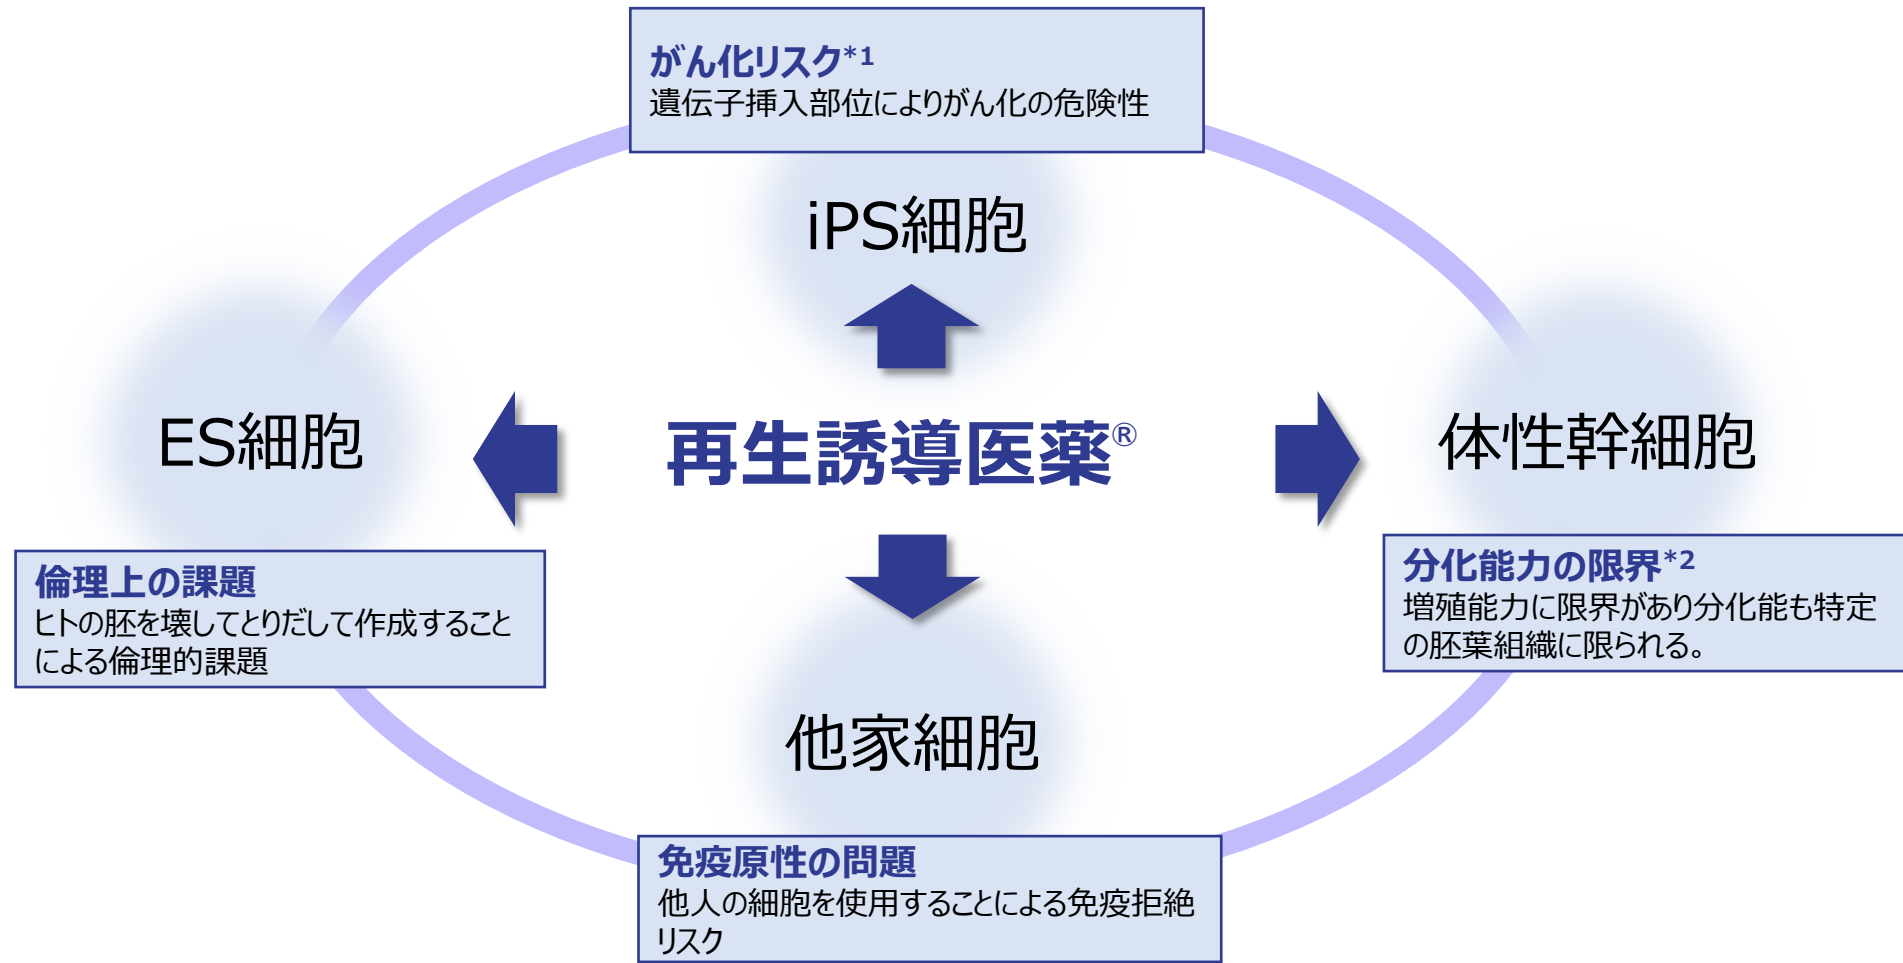 がん化リスク*1
遺伝子挿入部位によりがん化の危険性
iPS細胞
ES細胞
再生誘導医薬®
体性幹細胞
倫理上の課題
ヒトの胚を壊してとりだして作成すること
による倫理的課題
分化能力の限界*2
増殖能力に限界があり分化能も特定
の胚葉組織に限られる。
他家細胞
免疫原性の問題
他人の細胞を使用することによる免疫拒絶
リスク